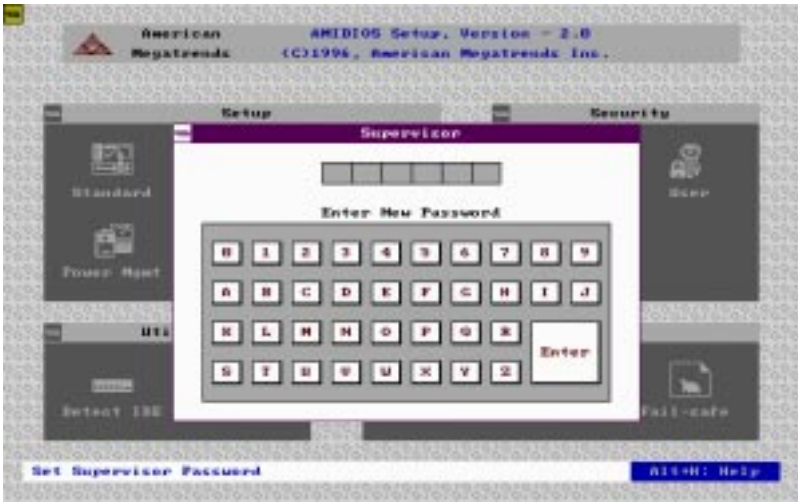 American Megatrends
AMIBIOS Setup, Version - 2.0
(C)1996, American Megatrends Inc.
Setup
Security
Supervisor
Standard
User
Enter New Password
0 1 2 3 4 5 6 7 8 9
A B C D E F G H I J
K L M N O P Q R
S T U V W X Y Z
Enter
Power Mgmt
Uti
Detect IDE
Fail-safe
Set Supervisor Password
Alt+H: Help